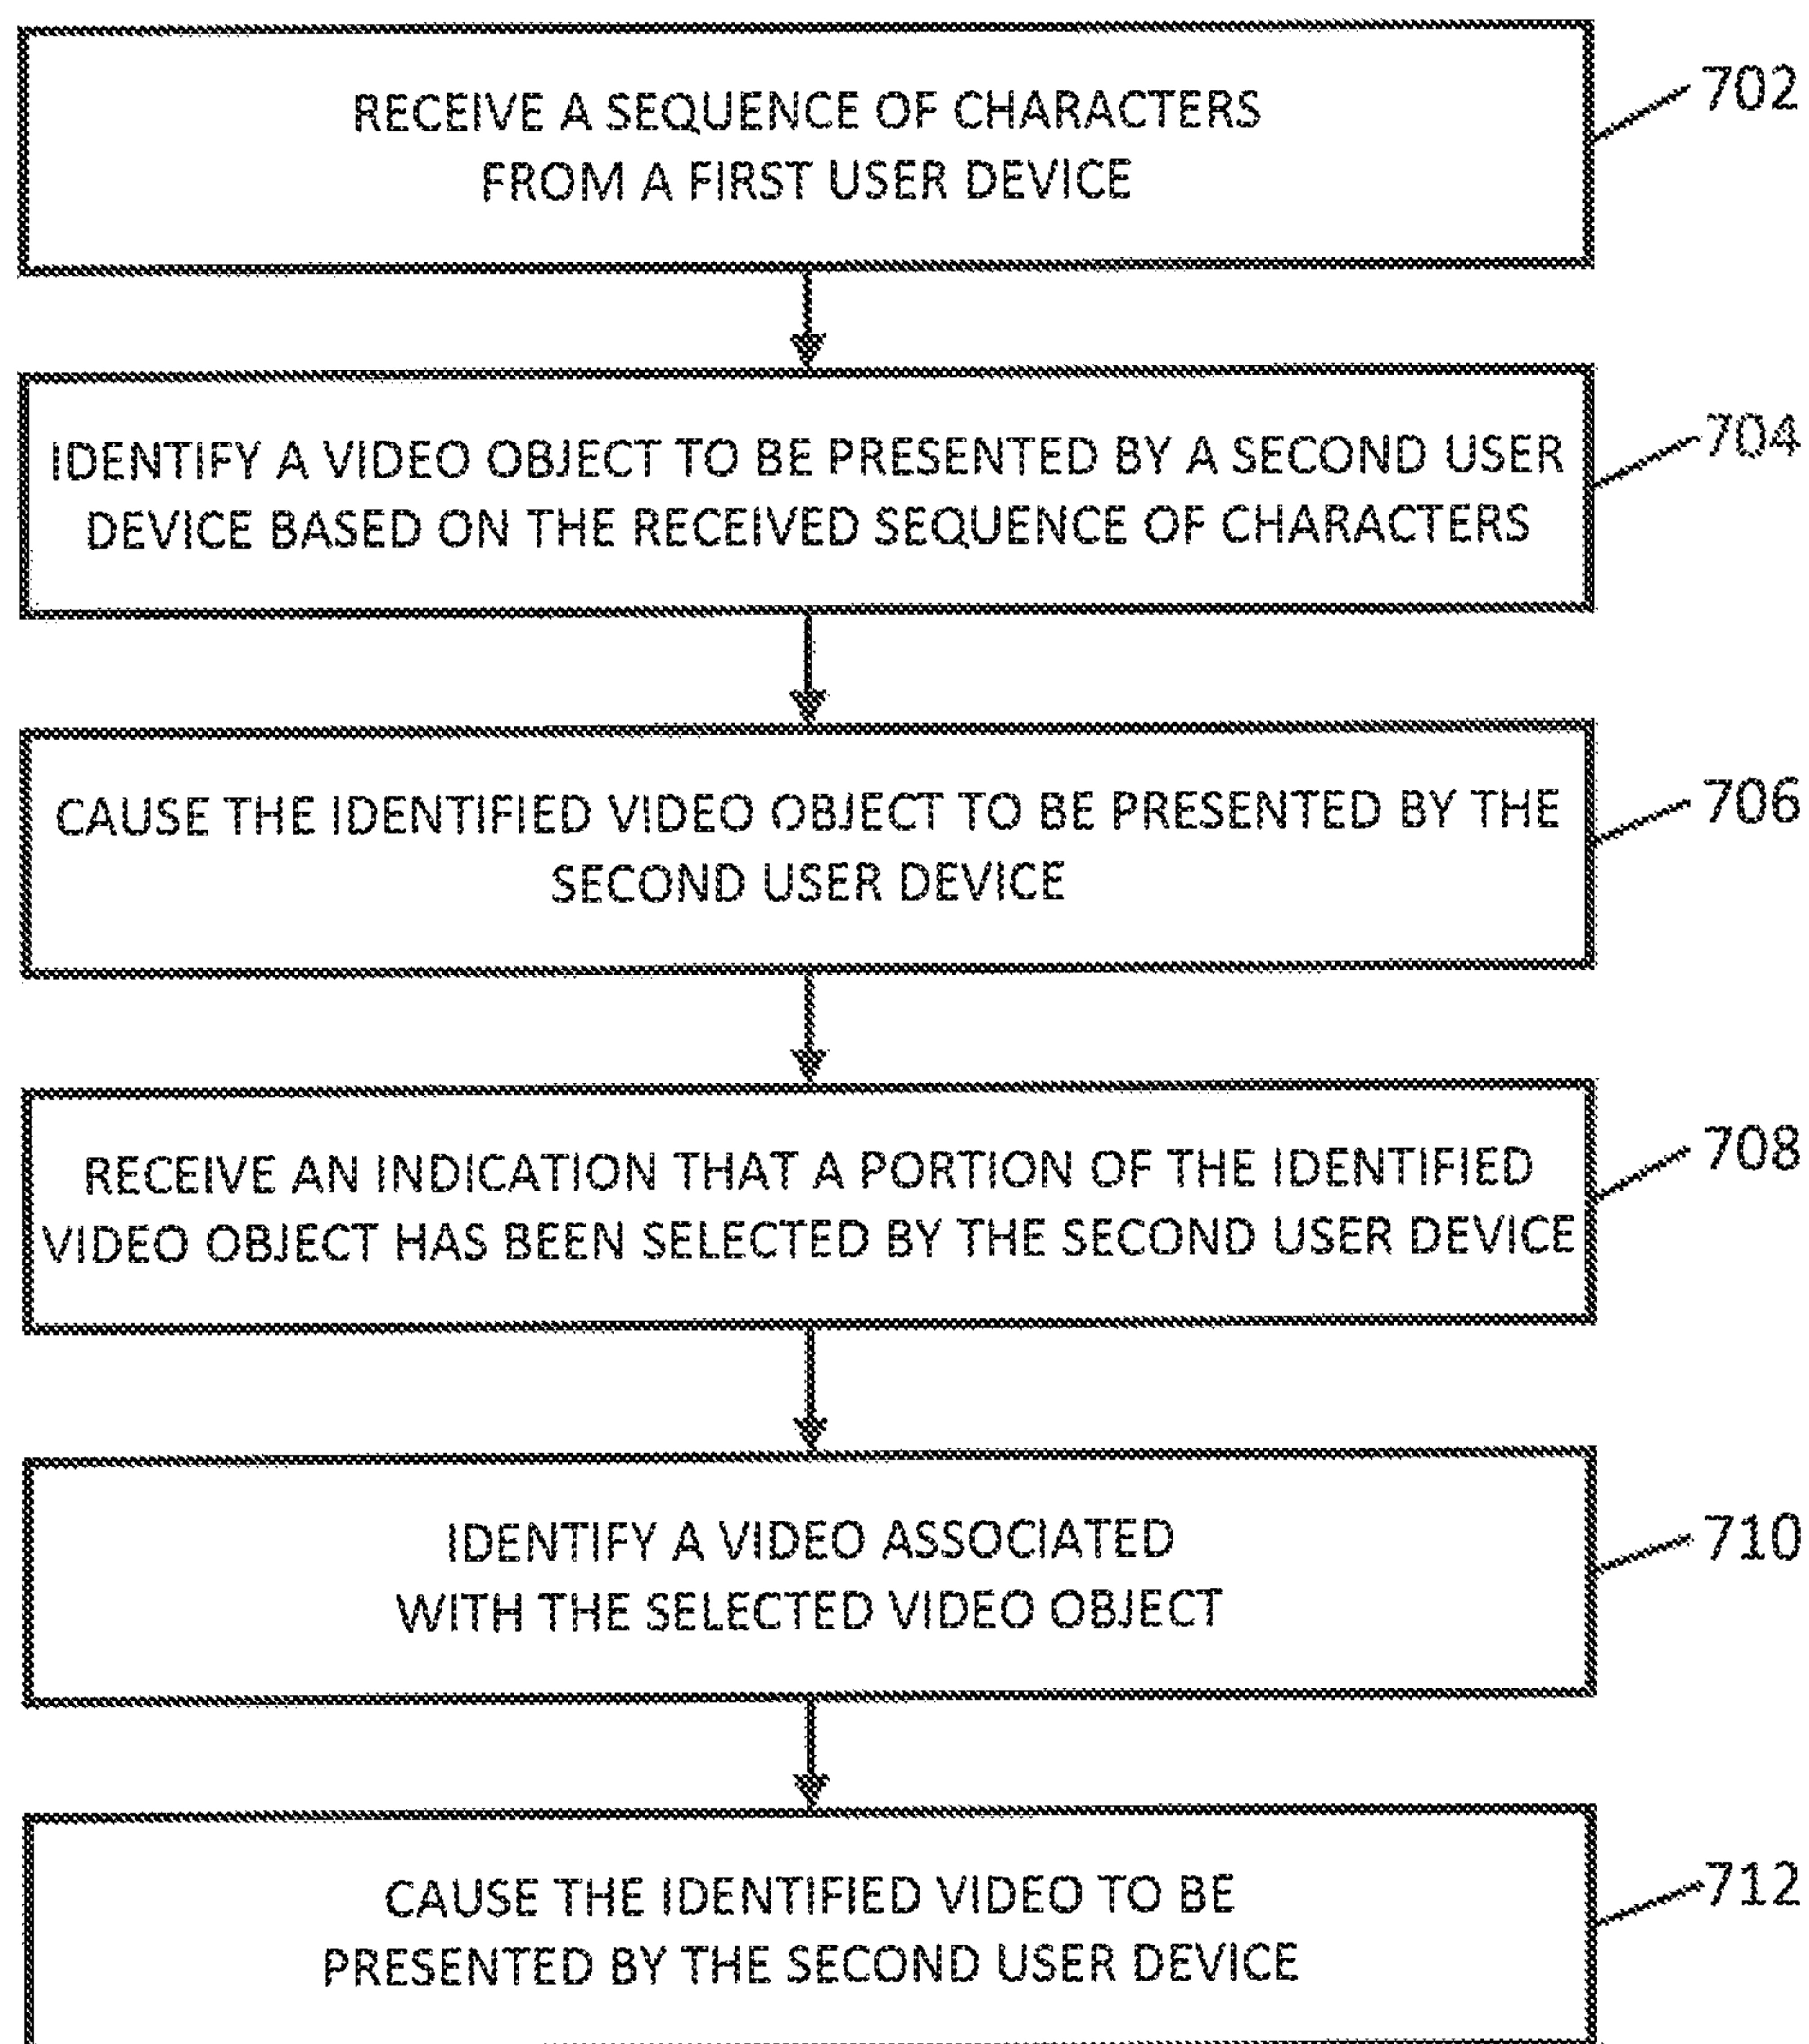 RECEIVE A SEQUENCE OF CHARACTERS
FROM A FIRST USER DEVICE
702
IDENTIFY A VIDEO OBJECT TO BE PRESENTED BY A SECOND USER
DEVICE BASED ON THE RECEIVED SEQUENCE OF CHARACTERS
704
CAUSE THE IDENTIFIED VIDEO OBJECT TO BE PRESENTED BY THE
SECOND USER DEVICE
706
RECEIVE AN INDICATION THAT A PORTION OF THE IDENTIFIED
VIDEO OBJECT HAS BEEN SELECTED BY THE SECOND USER DEVICE
708
IDENTIFY A VIDEO ASSOCIATED
WITH THE SELECTED VIDEO OBJECT
710
CAUSE THE IDENTIFIED VIDEO TO BE
PRESENTED BY THE SECOND USER DEVICE
712